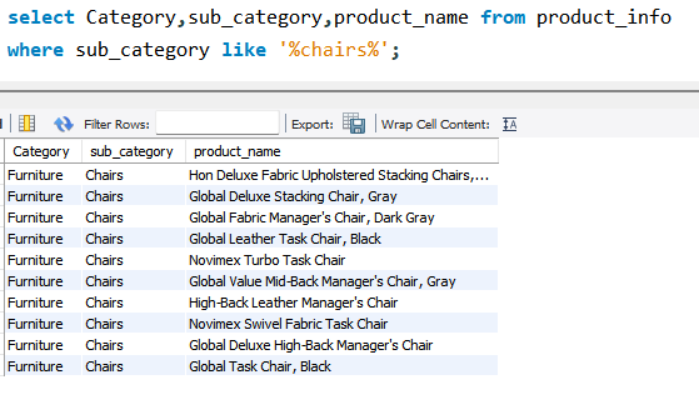 select Category,sub_category,product_name from product_info
where sub_category like '%chairs%';
Filter Rows: Export: Wrap Cell Content:
Category sub_category product_name
Furniture Chairs Hon Deluxe Fabric Upholstered Stacking Chairs,...
Furniture Chairs Global Deluxe Stacking Chair, Gray
Furniture Chairs Global Fabric Manager's Chair, Dark Gray
Furniture Chairs Global Leather Task Chair, Black
Furniture Chairs Novimex Turbo Task Chair
Furniture Chairs Global Value Mid-Back Manager's Chair, Gray
Furniture Chairs High-Back Leather Manager's Chair
Furniture Chairs Novimex Swivel Fabric Task Chair
Furniture Chairs Global Deluxe High-Back Manager's Chair
Furniture Chairs Global Task Chair, Black